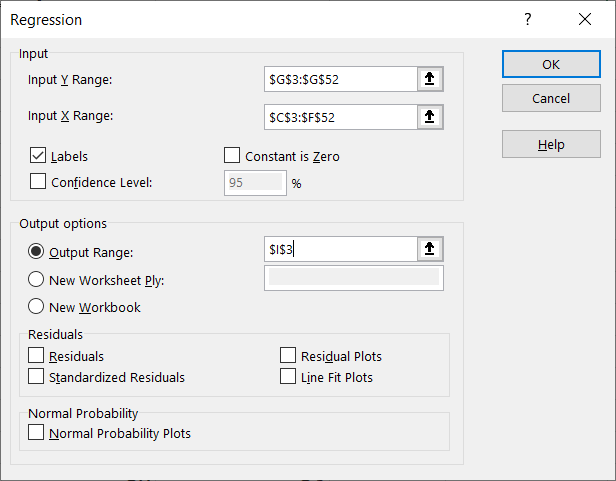 Regression
?
Input
Input Y Range:
$G$3:$G$52
Input X Range:
$C$3:$F$52
Labels
Constant is Zero
Confidence Level:
95
%
OK
Cancel
Help
Output options
Output Range:
$I$3
New Worksheet Ply:
New Workbook
Residuals
Residuals
Residual Plots
Standardized Residuals
Line Fit Plots
Normal Probability
Normal Probability Plots